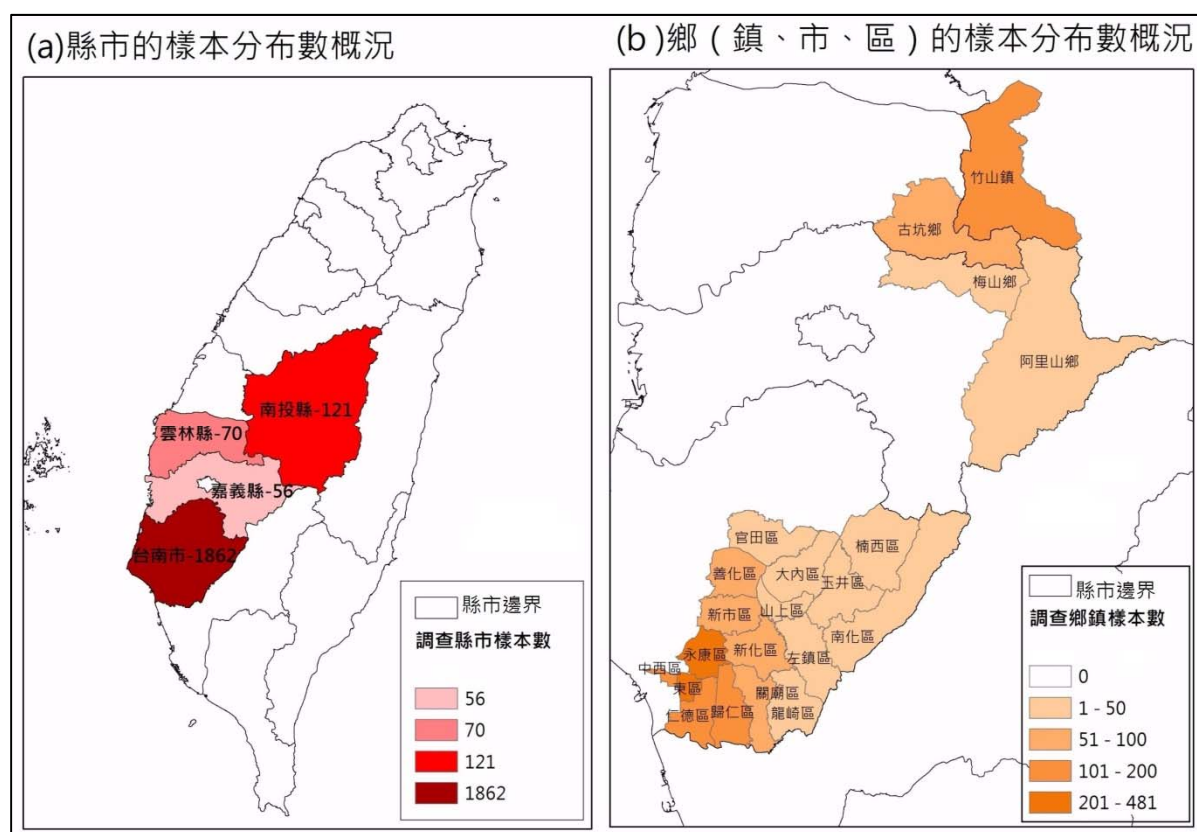 (a)縣市的樣本分布數概況
南投縣-121
雲林縣-70
嘉義縣-56
台南市-1862
縣市邊界
調查縣市樣本數
56
70
121
1862
(b )鄉（鎮、市、區）的樣本分布數概況
竹山鎮
古坑鄉
梅山鄉
阿里山鄉
官田區
楠西區
善化區
大內區
玉井區
新市區
山上區
南化區
永康區
新化區
左鎮區
中西區
東區
關廟區
仁德區
歸仁區
龍崎區
縣市邊界
調查鄉鎮樣本數
0
1 - 50
51 - 100
101 - 200
201 - 481